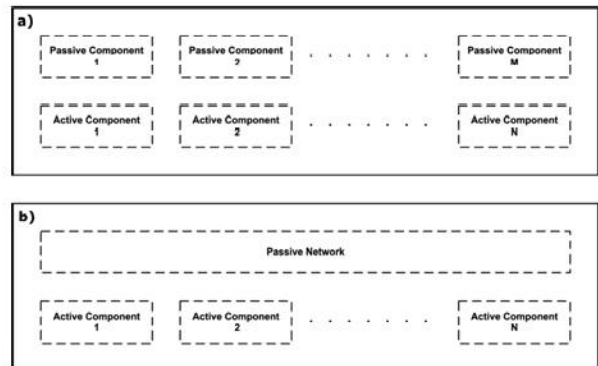 a)
Passive Component Passive Component . . . . . . . Passive Component
1 2 M
Active Component Active Component . . . . . . . Active Component
1 2 N
b)
Passive Network
Active Component Active Component . . . . . . . Active Component
1 2 N